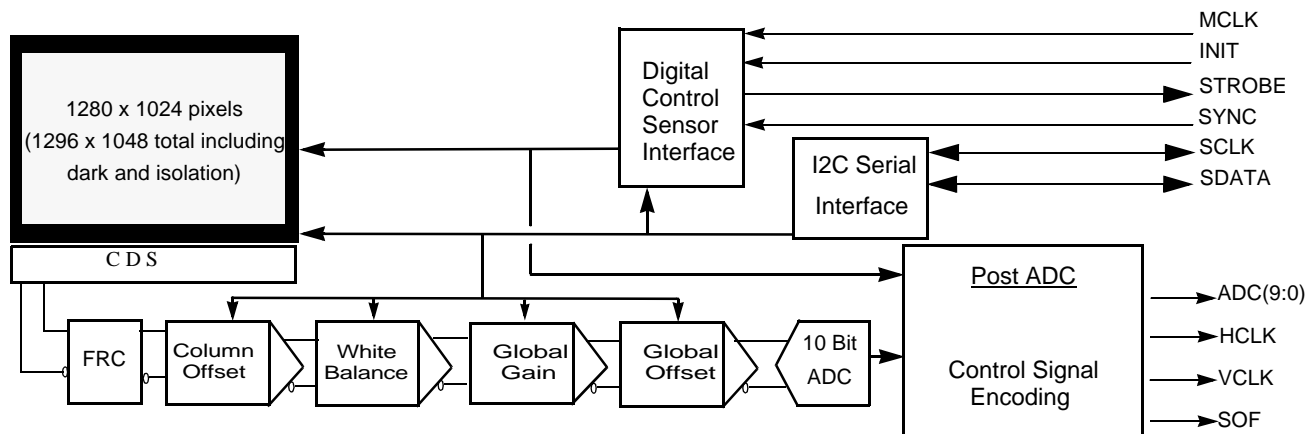 1280 x 1024 pixels
(1296 x 1048 total including
dark and isolation)
C D S
Digital
Control
Sensor
Interface
MCLK
INIT
STROBE
SYNC
SCLK
SDATA
I2C Serial
Interface
FRC
Column
Offset
White
Balance
Global
Gain
Global
Offset
10 Bit
ADC
Post ADC
Control Signal
Encoding
ADC(9:0)
HCLK
VCLK
SOF